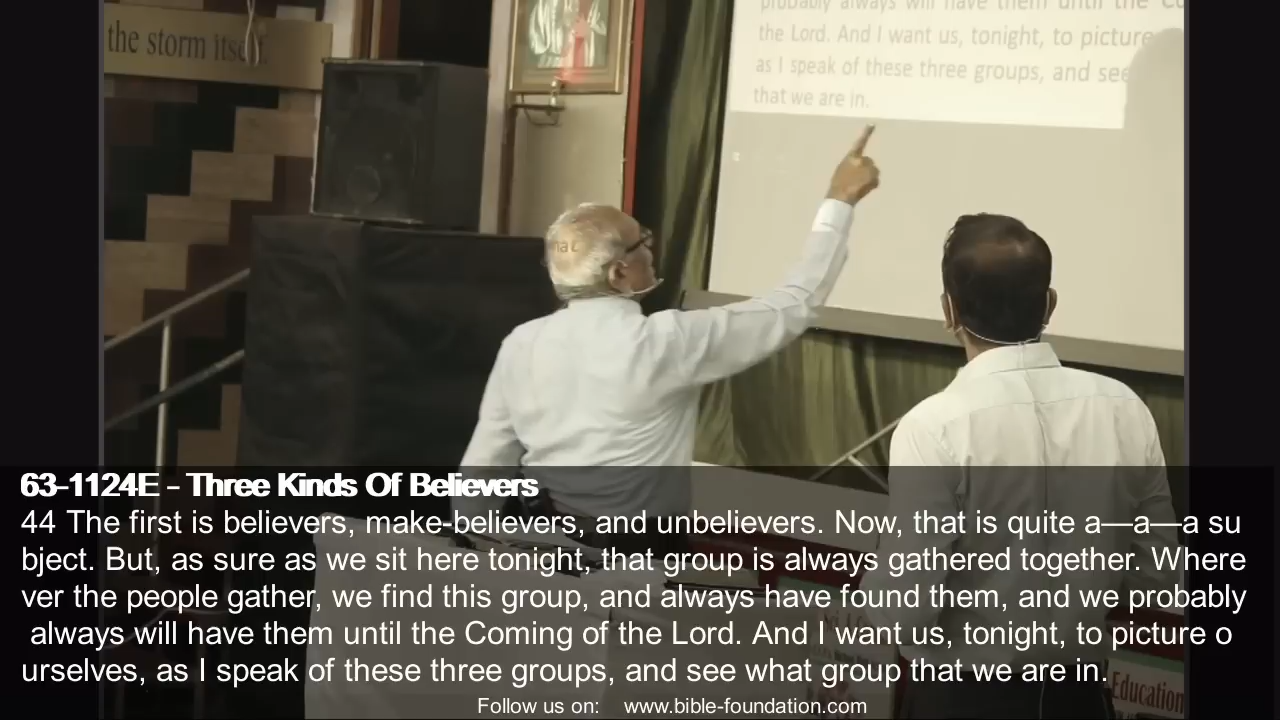 the storm itself.
probably always will have them until the Co
the Lord. And I want us, tonight, to picture
as I speak of these three groups, and see
that we are in.
63-1124E – Three Kinds Of Believers
44 The first is believers, make-believers, and unbelievers. Now, that is quite a—a—a su
bject. But, as sure as we sit here tonight, that group is always gathered together. Where
ver the people gather, we find this group, and always have found them, and we probably
always will have them until the Coming of the Lord. And I want us, tonight, to picture o
urselves, as I speak of these three groups, and see what group that we are in.
Education
Follow us on: www.bible-foundation.com